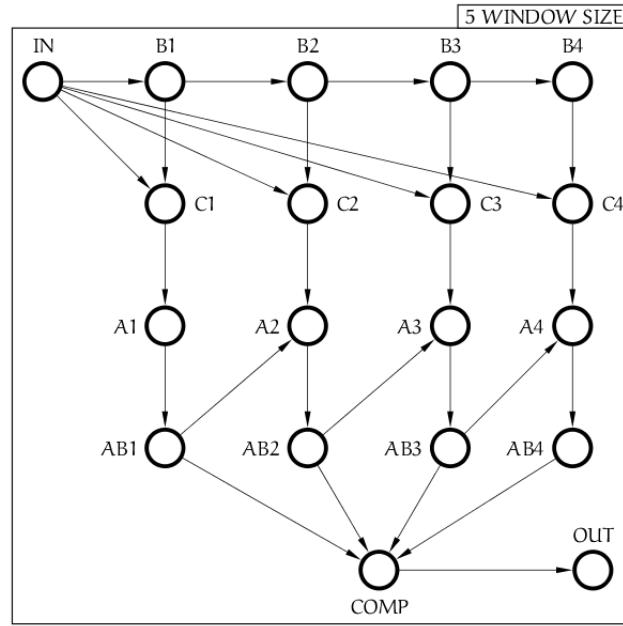 5 WINDOW SIZE
IN B1 B2 B3 B4
C1 C2 C3 C4
A1 A2 A3 A4
AB1 AB2 AB3 AB4
OUT
COMP